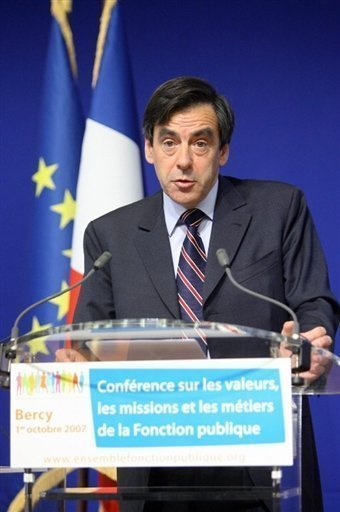 Conférence sur les valeurs,
les missions et les métiers
de la Fonction publique
Bercy
1er octobre 2007
www.ensemblefonctionpublique.org